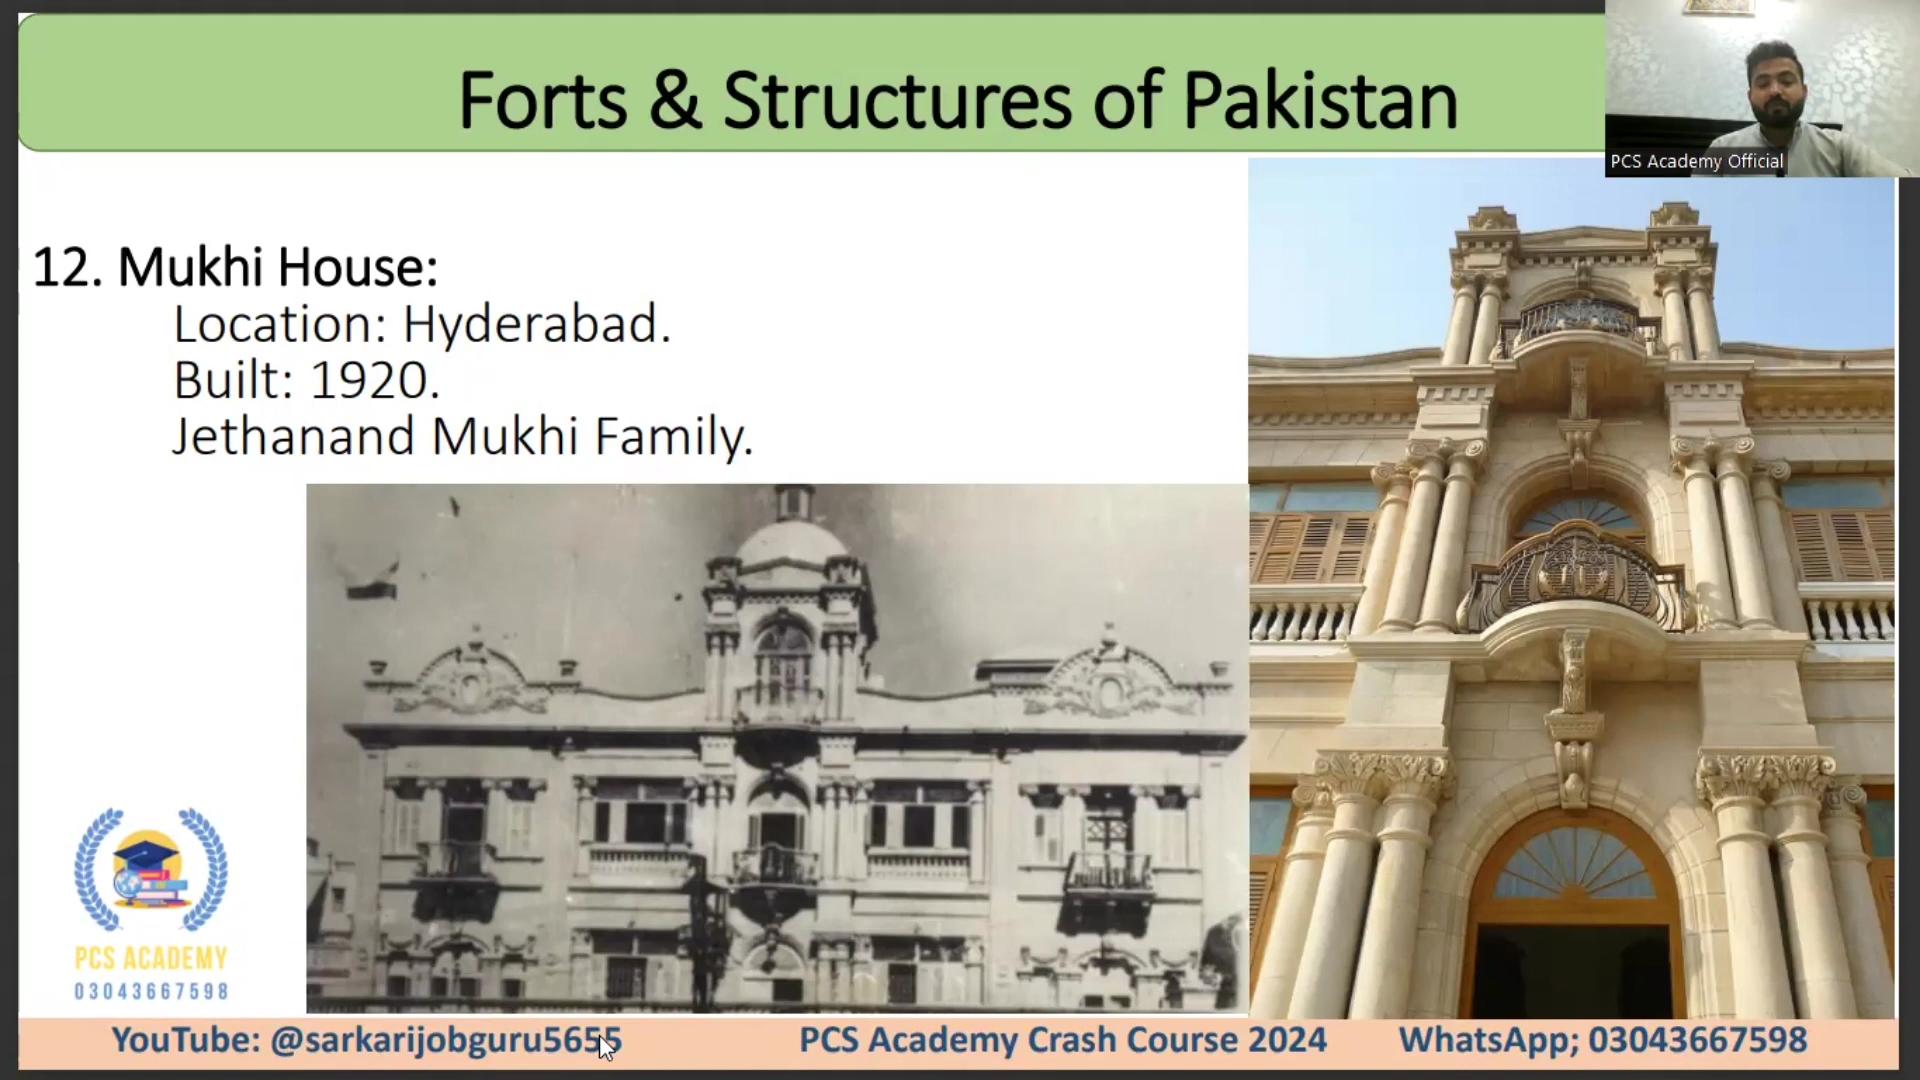 Forts & Structures of Pakistan
PCS Academy Official
12. Mukhi House:
Location: Hyderabad.
Built: 1920.
Jethanand Mukhi Family.
PCS ACADEMY
03043667598
YouTube: @sarkarijobguru5655 PCS Academy Crash Course 2024 WhatsApp; 03043667598